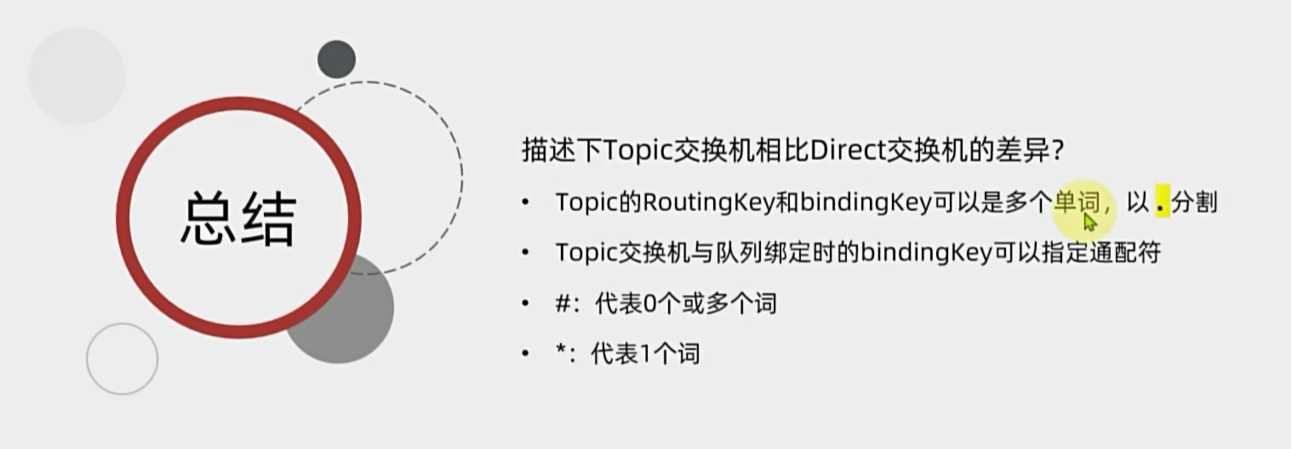 总结
描述下Topic交换机相比Direct交换机的差异？
• Topic的RoutingKey和bindingKey可以是多个单词，以 . 分割
• Topic交换机与队列绑定时的bindingKey可以指定通配符
• #：代表0个或多个词
• *：代表1个词